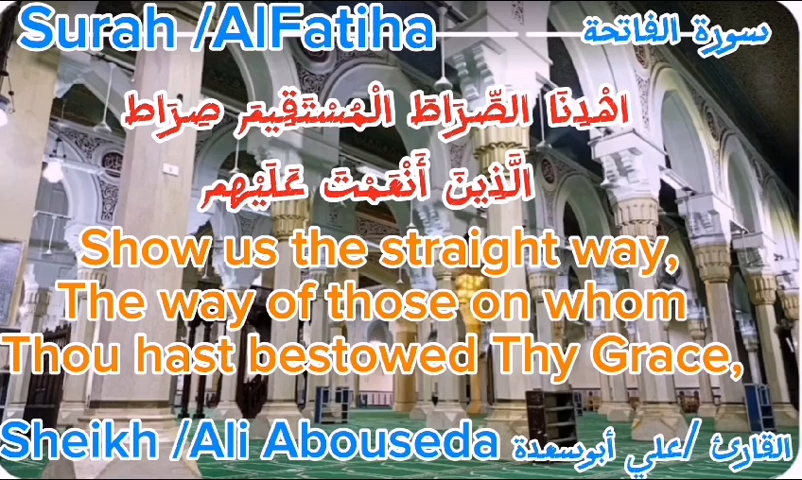 Surah /AlFatiha سورة الفاتحة
اهْدِنَا الصِّرَاطَ الْمُسْتَقِيمَ صِرَاط
الَّذِينَ أَنْعَمْتَ عَلَيْهِم
Show us the straight way,
The way of those on whom
Thou hast bestowed Thy Grace,
Sheikh /Ali Abouseda القارئ /علي أبوسعدة